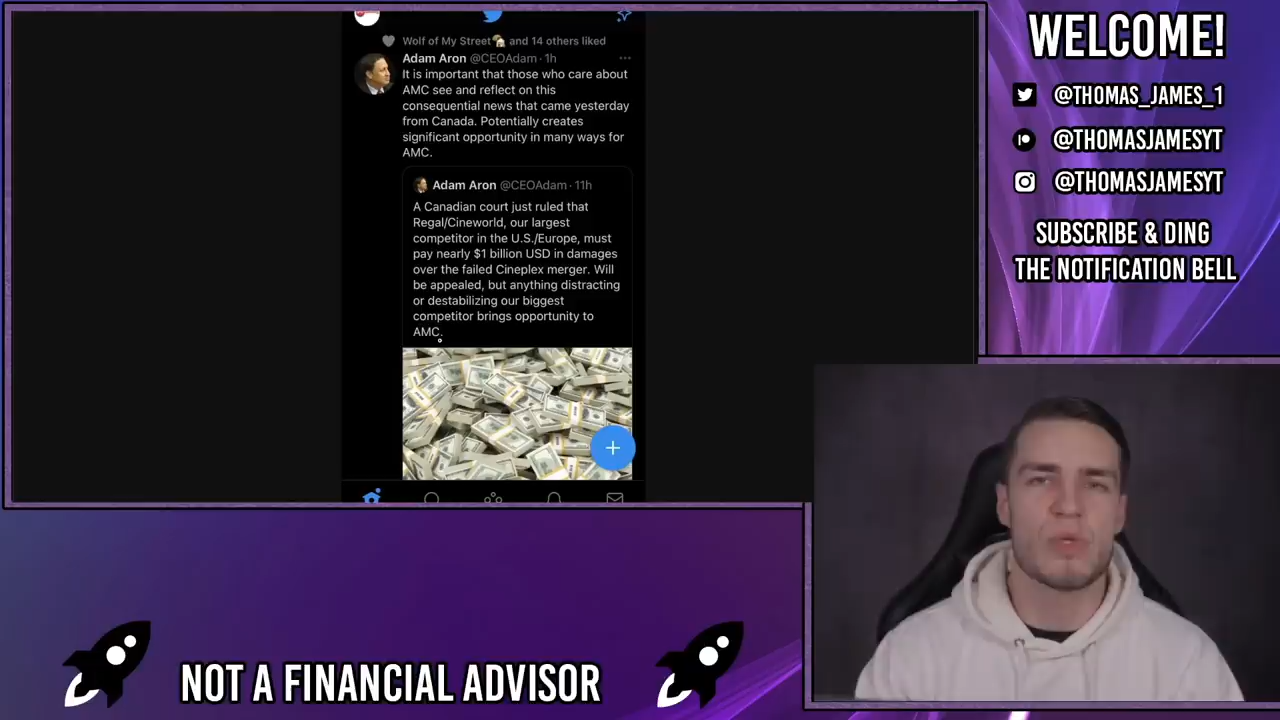 Wolf of My Street and 14 others liked
Adam Aron @CEOAdam · 1h
It is important that those who care about
AMC see and reflect on this
consequential news that came yesterday
from Canada. Potentially creates
significant opportunity in many ways for
AMC.
Adam Aron @CEOAdam · 11h
A Canadian court just ruled that
Regal/Cineworld, our largest
competitor in the U.S./Europe, must
pay nearly $1 billion USD in damages
over the failed Cineplex merger. Will
be appealed, but anything distracting
or destabilizing our biggest
competitor brings opportunity to
AMC.
WELCOME!
@THOMAS_JAMES_1
@THOMASJAMESYT
@THOMASJAMESYT
SUBSCRIBE & DING
THE NOTIFICATION BELL
NOT A FINANCIAL ADVISOR